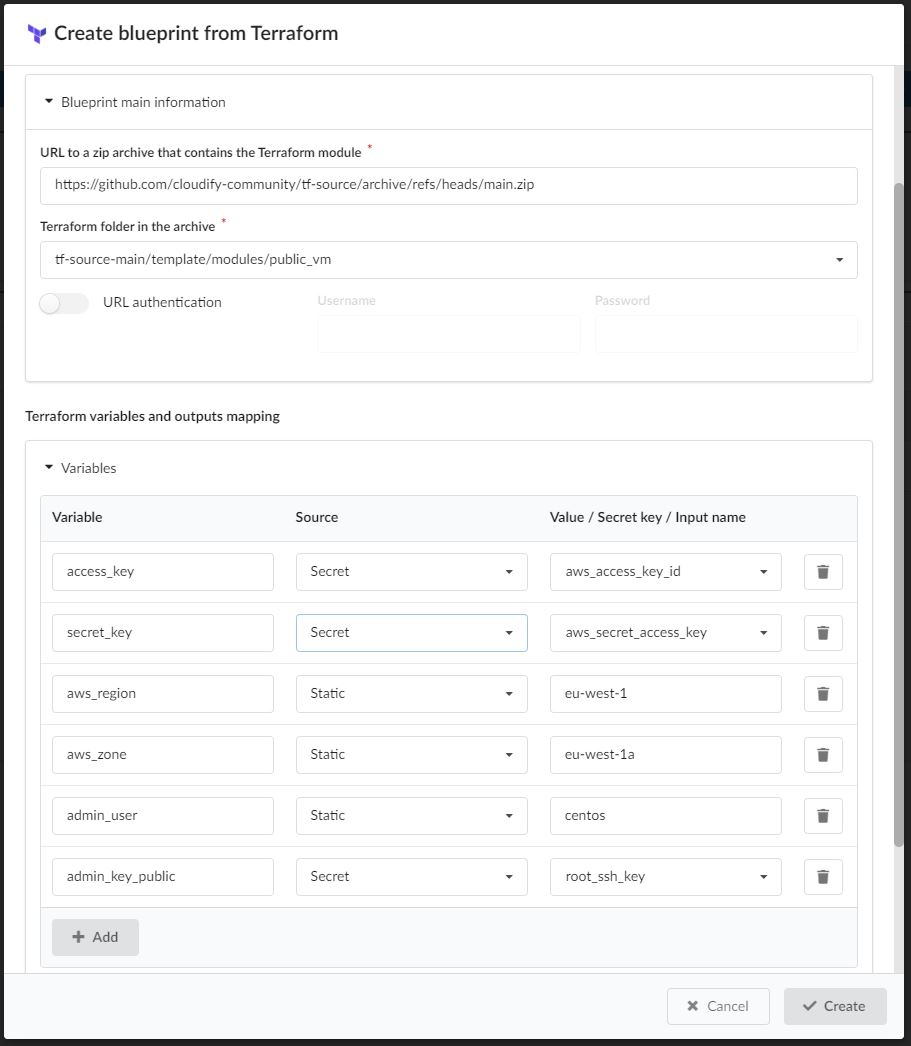 Create blueprint from Terraform
Blueprint main information
URL to a zip archive that contains the Terraform module *
https://github.com/cloudify-community/tf-source/archive/refs/heads/main.zip
Terraform folder in the archive *
tf-source-main/template/modules/public_vm
URL authentication Username Password
Terraform variables and outputs mapping
Variables
Variable Source Value / Secret key / Input name
access_key Secret aws_access_key_id
secret_key Secret aws_secret_access_key
aws_region Static eu-west-1
aws_zone Static eu-west-1a
admin_user Static centos
admin_key_public Secret root_ssh_key
Add
Cancel Create